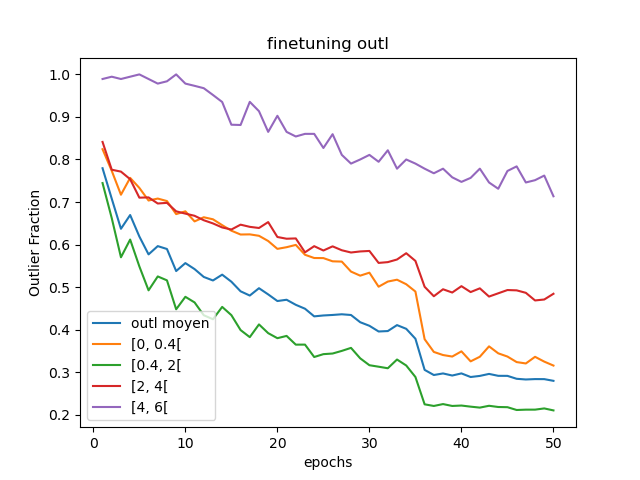 finetuning outl
Outlier Fraction
1.0
0.9
0.8
0.7
0.6
0.5
0.4
0.3
0.2
outl moyen
[0, 0.4[
[0.4, 2[
[2, 4[
[4, 6[
0 10 20 30 40 50
epochs